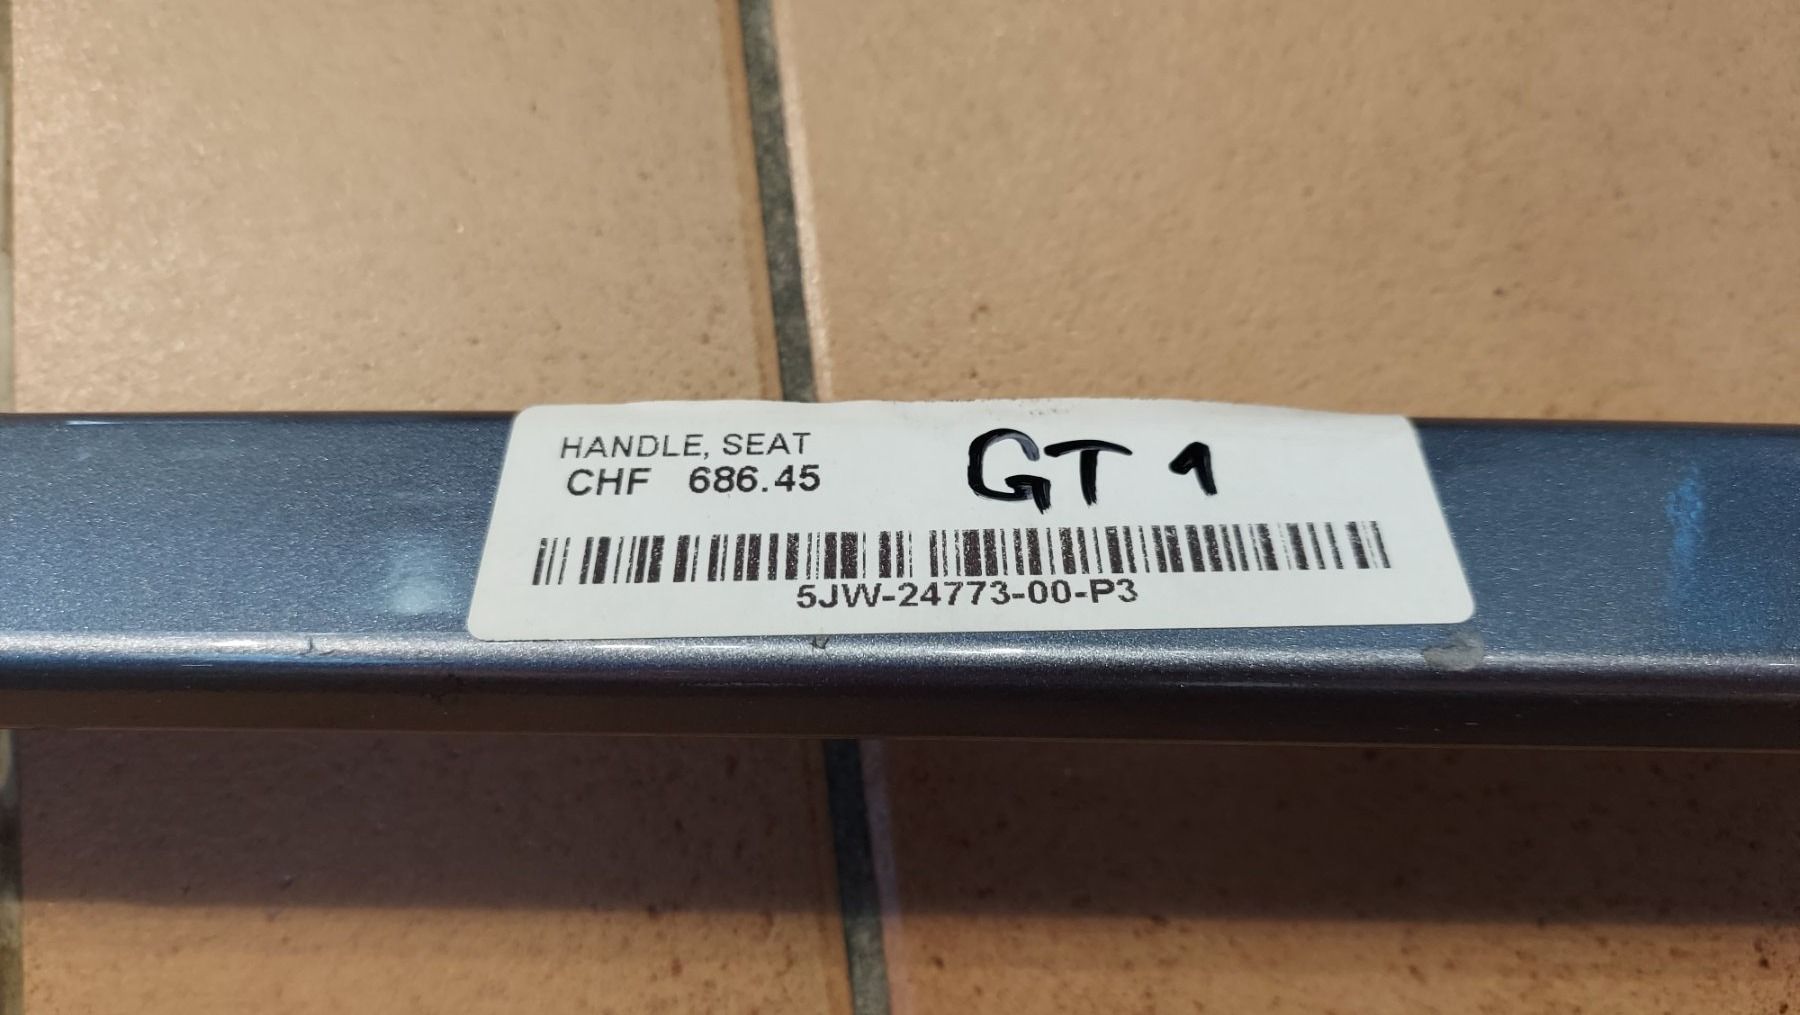 HANDLE, SEAT
CHF 686.45
GT 1
5JW-24773-00-P3